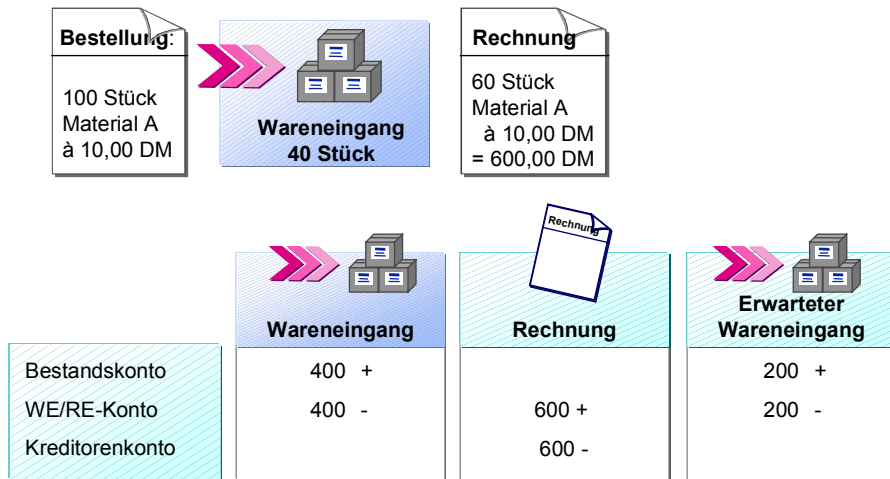 Bestellung:
100 Stück
Material A
à 10,00 DM
Wareneingang
40 Stück
Rechnung
60 Stück
Material A
à 10,00 DM
= 600,00 DM
Rechnung
Wareneingang
Rechnung
Erwarteter
Wareneingang
Bestandskonto 400 + 200 +
WE/RE-Konto 400 - 600 + 200 -
Kreditorenkonto 600 -